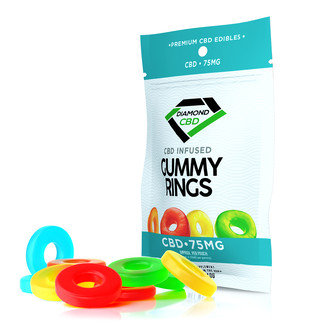 • PREMIUM CBD EDIBLES •
CBD • 75MG
DIAMOND
CBD
CBD INFUSED
GUMMY
RINGS
CBD • 75MG